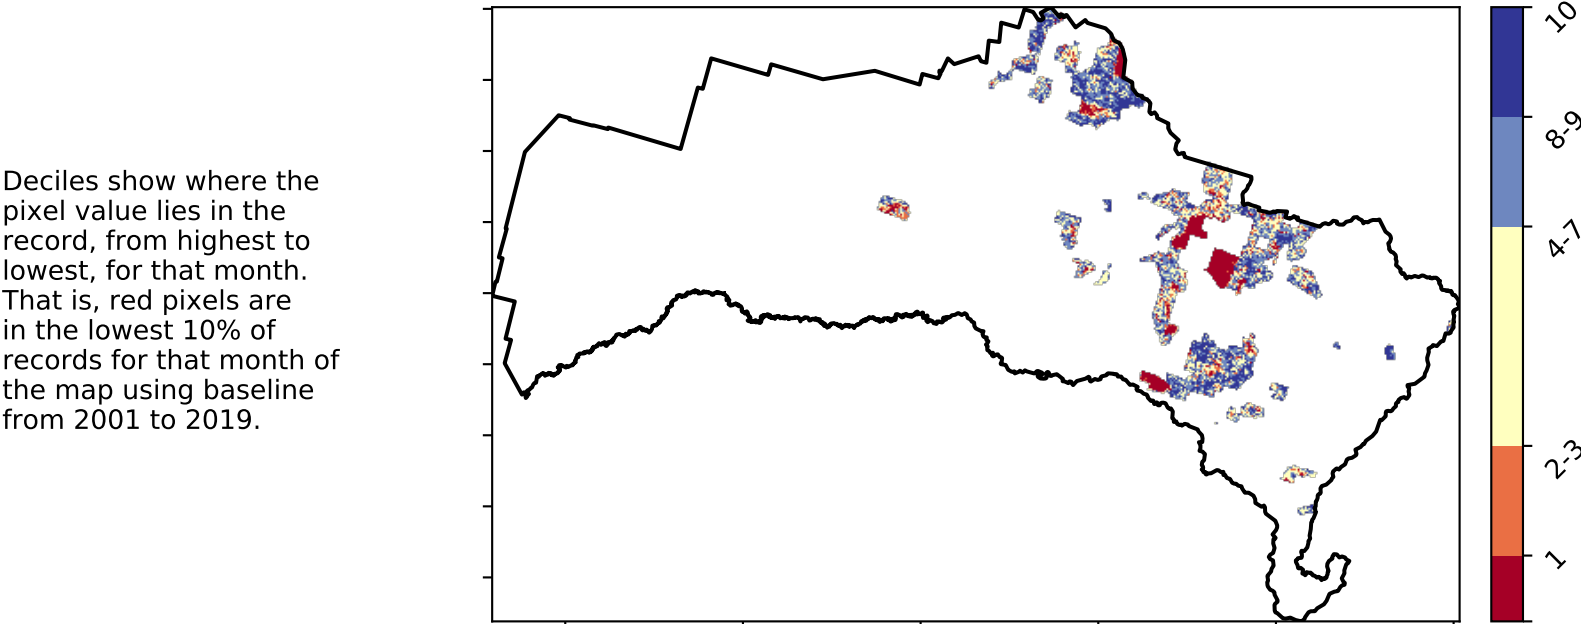 Deciles show where the
pixel value lies in the
record, from highest to
lowest, for that month.
That is, red pixels are
in the lowest 10% of
records for that month of
the map using baseline
from 2001 to 2019.
10
8-9
4-7
2-3
1